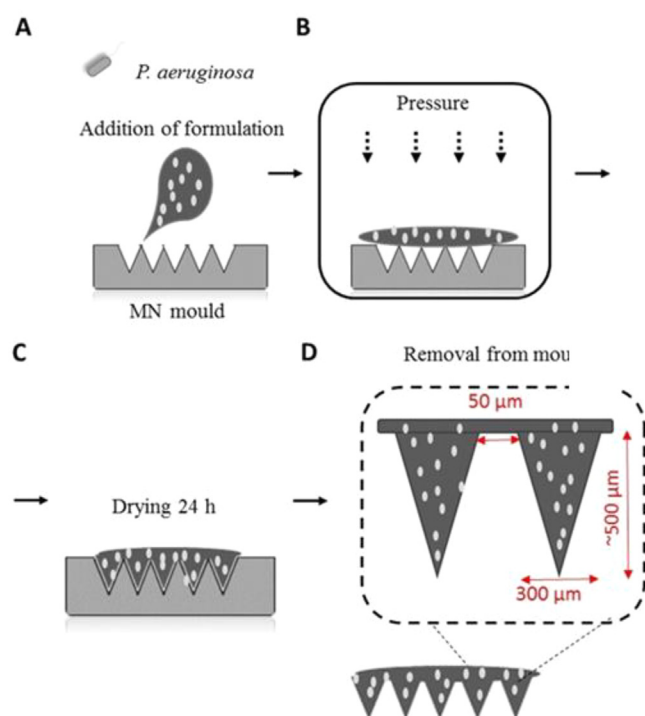 A
P. aeruginosa
Addition of formulation
MN mould
B
Pressure
C
Drying 24 h
D
Removal from mou
50 µm
~500 µm
300 µm